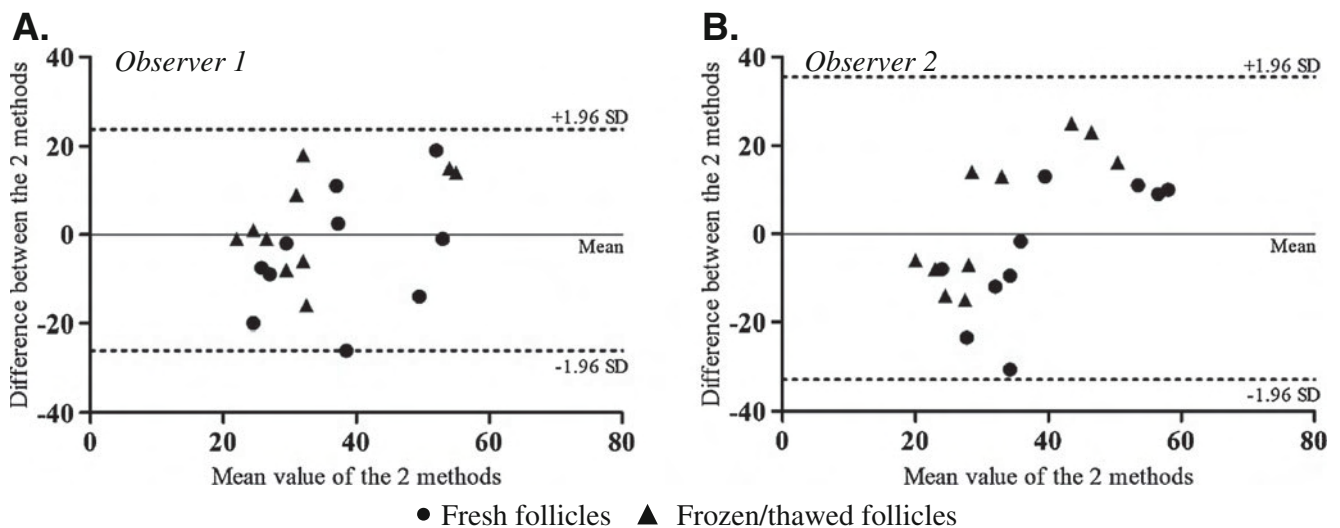 A.
Observer 1
Difference between the 2 methods
40
20
0
-20
-40
+1.96 SD
Mean
-1.96 SD
0 20 40 60 80
Mean value of the 2 methods
B.
Observer 2
Difference between the 2 methods
40
20
0
-20
-40
+1.96 SD
Mean
-1.96 SD
0 20 40 60 80
Mean value of the 2 methods
Fresh follicles Frozen/thawed follicles